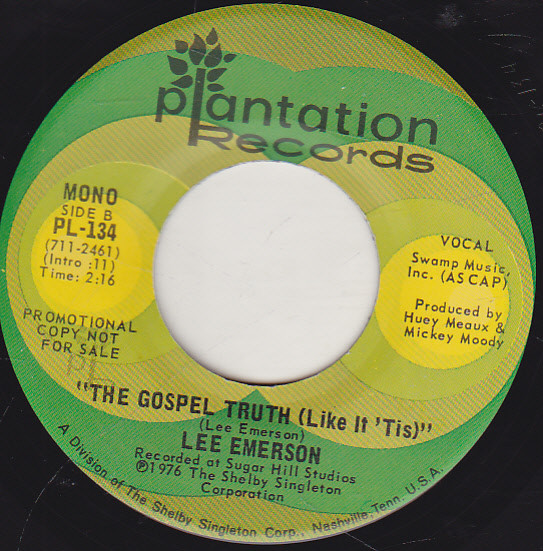 plantation
Records
MONO
SIDE B
PL-134
(711-2461)
(Intro :11)
Time: 2:16
PROMOTIONAL
COPY NOT
FOR SALE
VOCAL
Swamp Music,
Inc. (ASCAP)
Produced by
Huey Meaux &
Mickey Moody
"THE GOSPEL TRUTH (Like It 'Tis)"
(Lee Emerson)
LEE EMERSON
Recorded at Sugar Hill Studios
℗1976 The Shelby Singleton
Corporation
A Division of The Shelby Singleton Corp., Nashville, Tenn. U.S.A.